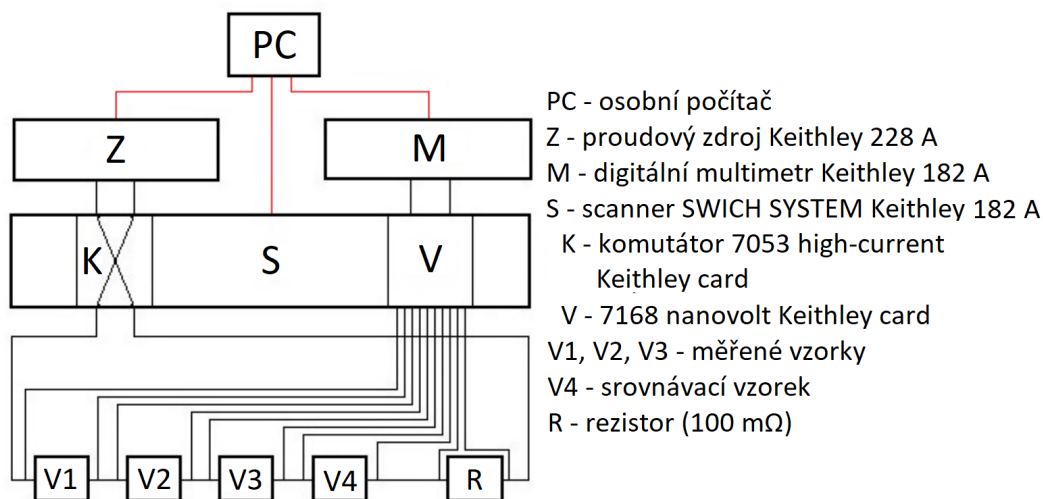 PC
Z
M
K
S
V
V1
V2
V3
V4
R
PC - osobní počítač
Z - proudový zdroj Keithley 228 A
M - digitální multimetr Keithley 182 A
S - scanner SWICH SYSTEM Keithley 182 A
K - komutátor 7053 high-current
Keithley card
V - 7168 nanovolt Keithley card
V1, V2, V3 - měřené vzorky
V4 - srovnávací vzorek
R - rezistor (100 mΩ)